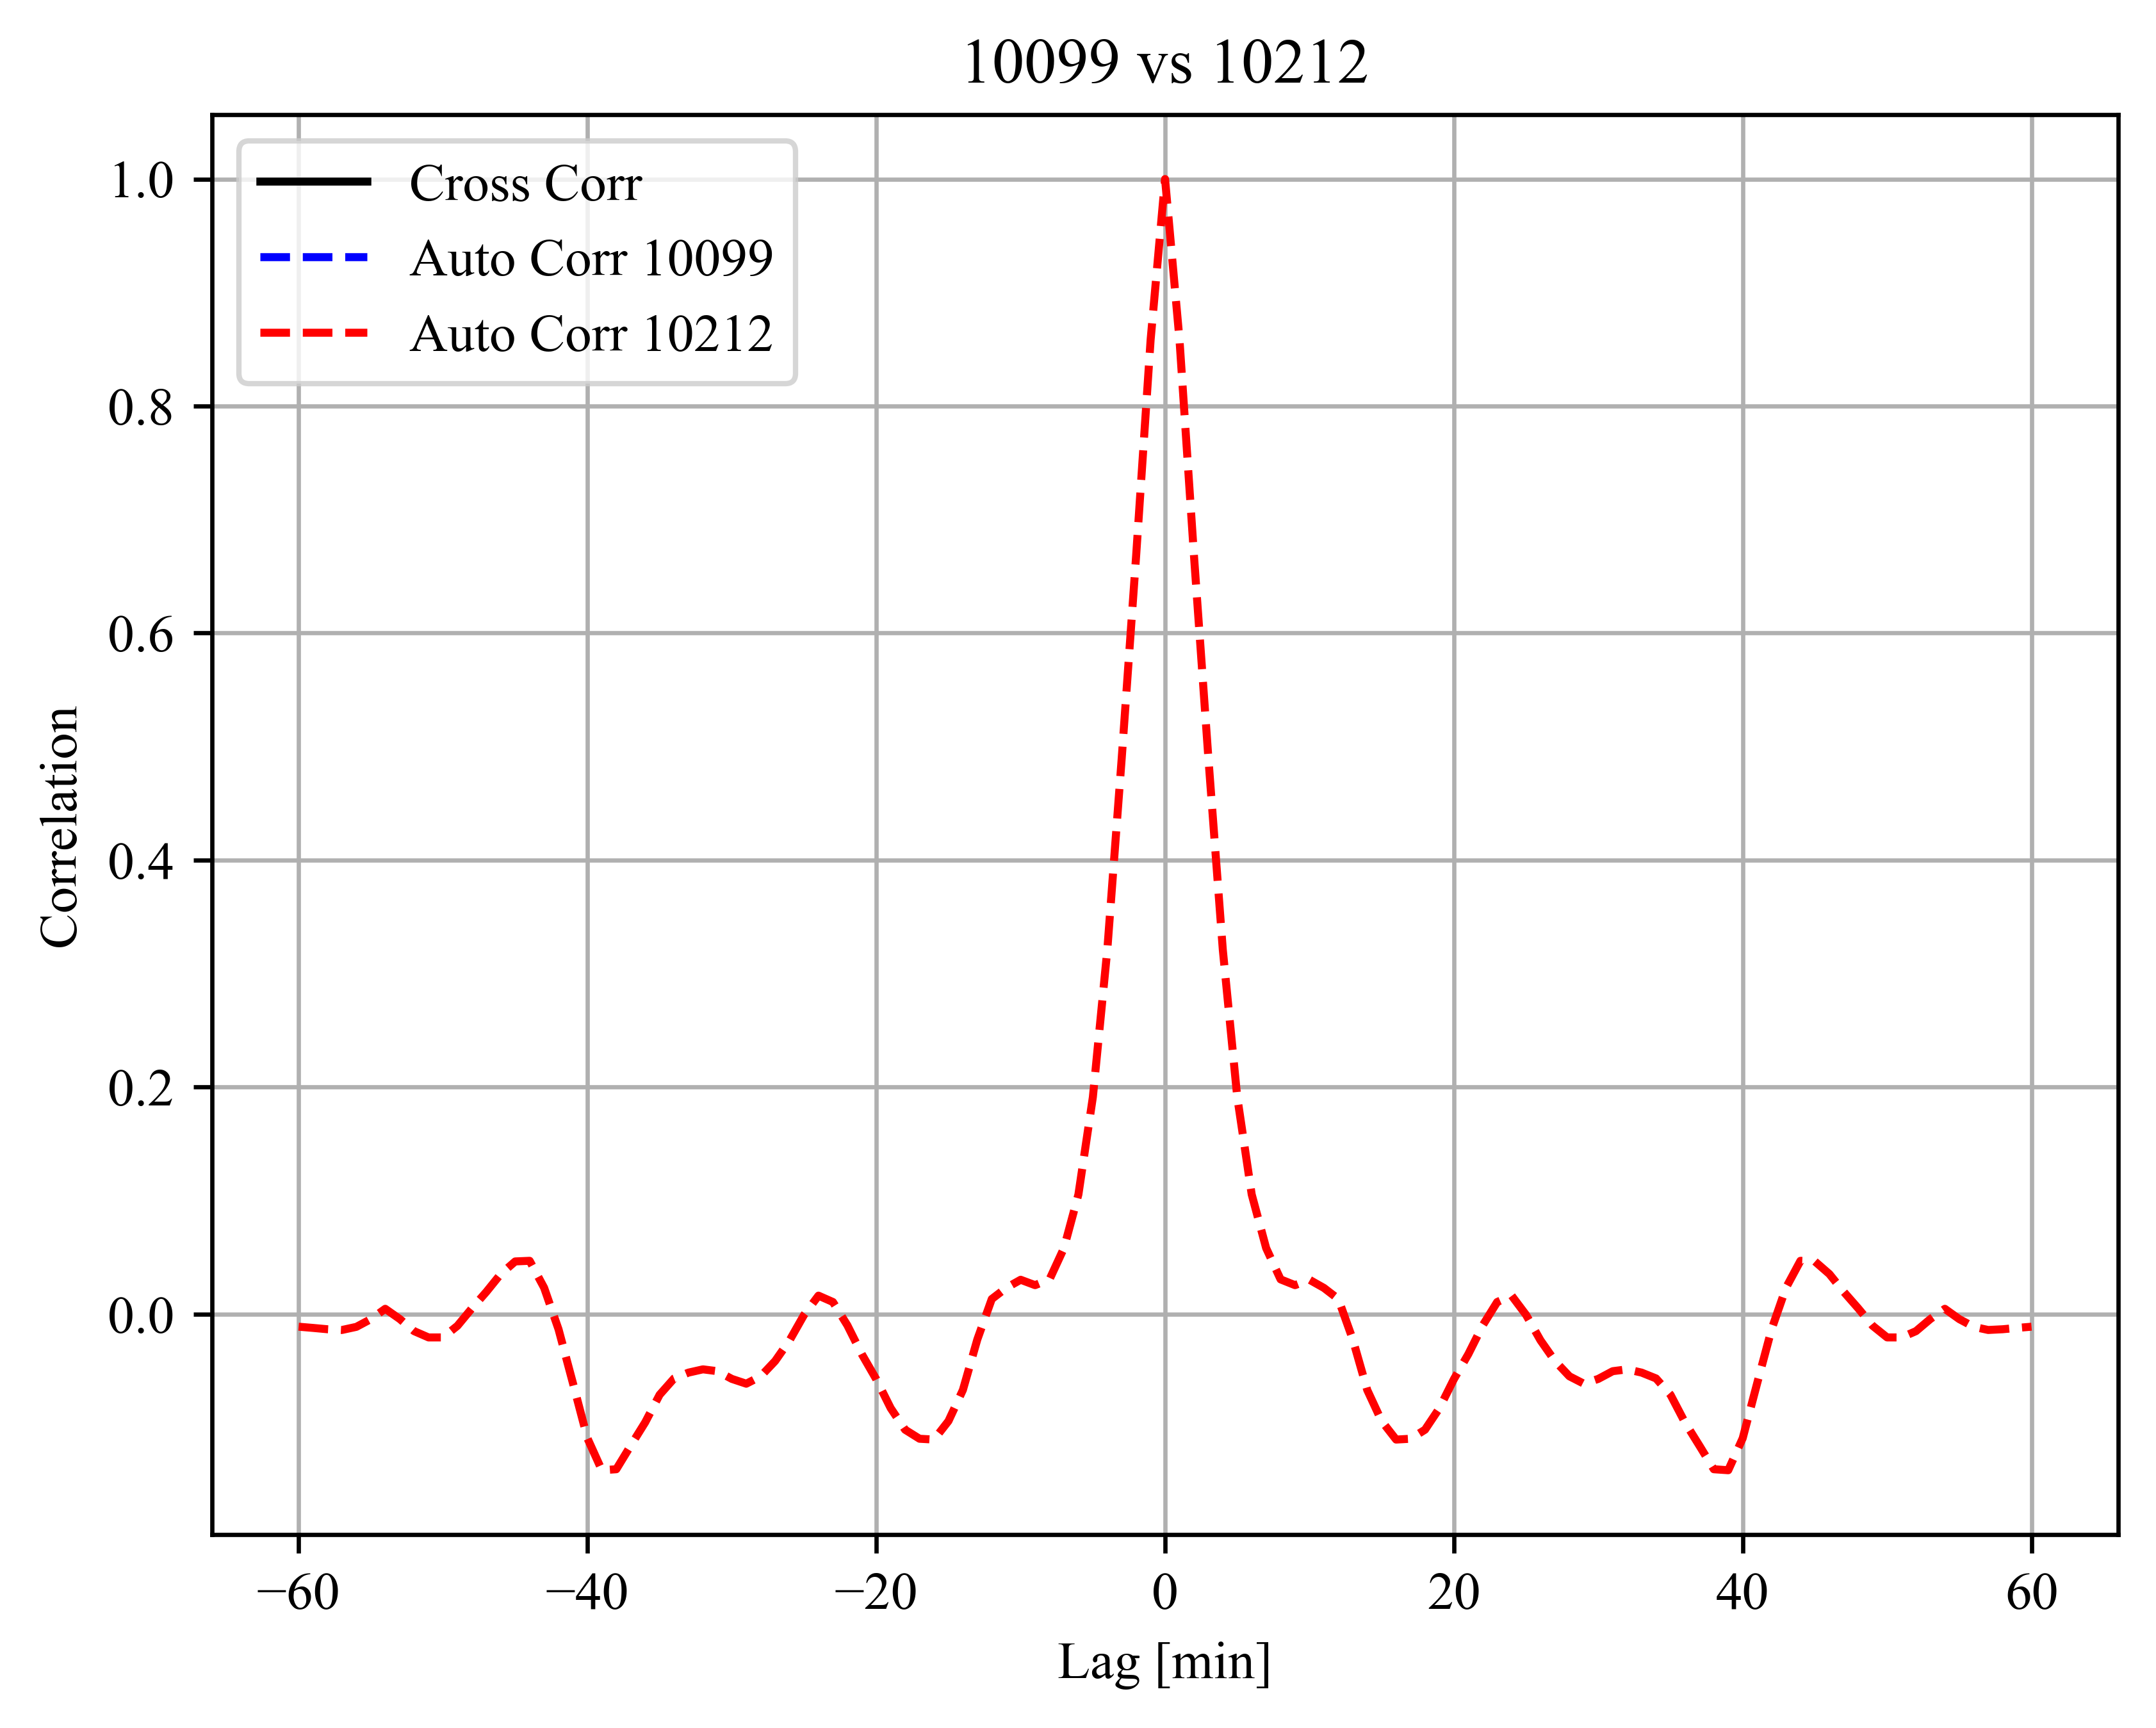 10099 vs 10212
Cross Corr
Auto Corr 10099
Auto Corr 10212
1.0
0.8
0.6
0.4
0.2
0.0
Correlation
−60
−40
−20
0
20
40
60
Lag [min]